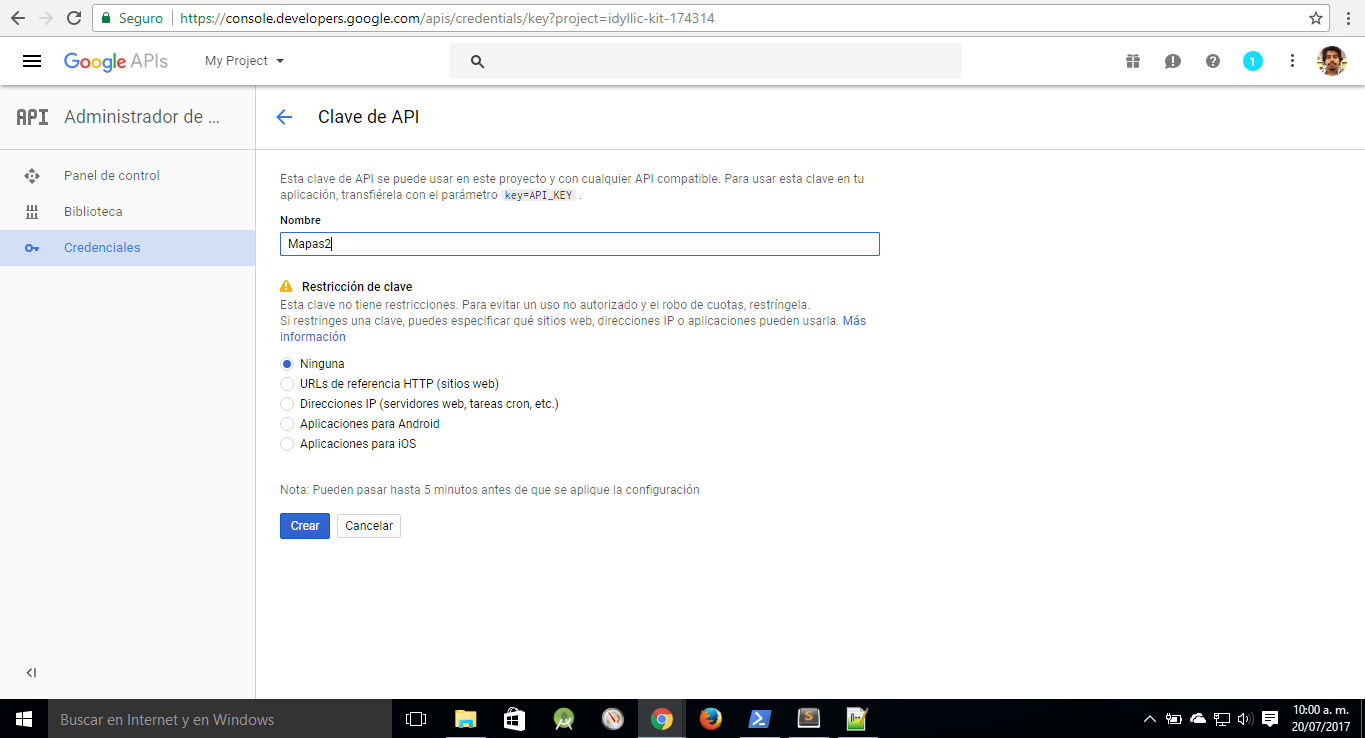 Seguro
https://console.developers.google.com/apis/credentials/key?project=idyllic-kit-174314
Google APIs
My Project
1
API
Administrador de ...
Clave de API
Panel de control
Biblioteca
Credenciales
Esta clave de API se puede usar en este proyecto y con cualquier API compatible. Para usar esta clave en tu
aplicación, transfiérela con el parámetro key=API_KEY .
Nombre
Mapas2
Restricción de clave
Esta clave no tiene restricciones. Para evitar un uso no autorizado y el robo de cuotas, restríngela.
Si restringes una clave, puedes especificar qué sitios web, direcciones IP o aplicaciones pueden usarla. Más
información
Ninguna
URLs de referencia HTTP (sitios web)
Direcciones IP (servidores web, tareas cron, etc.)
Aplicaciones para Android
Aplicaciones para iOS
Nota: Pueden pasar hasta 5 minutos antes de que se aplique la configuración
Crear
Cancelar
Buscar en Internet y en Windows
10:00 a. m.
20/07/2017